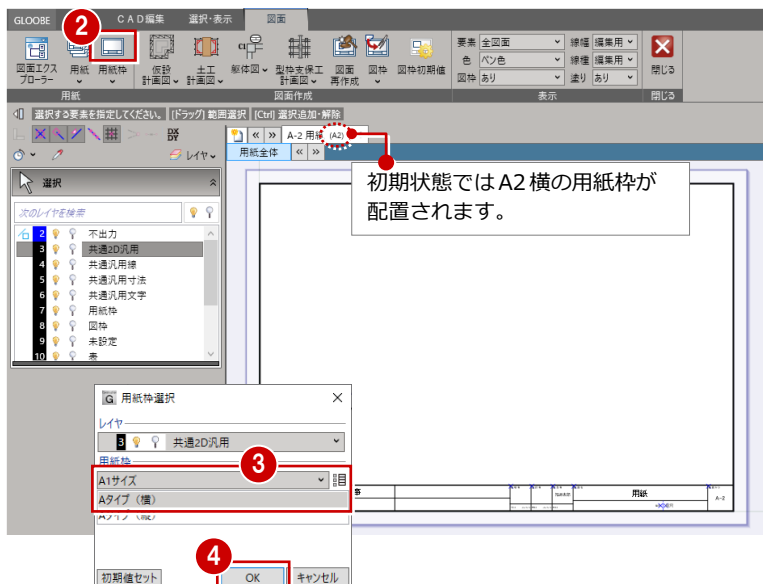 GLOOBE
2
CAD編集
選択･表示
図面
図面エクスプローラー
用紙
用紙枠
仮設計画図
土工計画図
躯体図
型枠支保工計画図
図面再作成
図枠
図枠初期値
要素 全図面
線幅 編集用
色 ペン色
線種 編集用
図枠 あり
塗り あり
閉じる
用紙
図面作成
表示
閉じる
選択する要素を指定してください。 [ドラッグ] 範囲選択 [Ctrl] 選択追加･解除
A-2 用紙 (A2)
レイヤ
用紙全体
初期状態ではA2横の用紙枠が
配置されます。
選択
次のレイヤを検索
2 不出力
3 共通2D汎用
4 共通汎用線
5 共通汎用寸法
6 共通汎用文字
7 用紙枠
8 図枠
9 未設定
10 表
G 用紙枠選択
レイヤ
3 共通2D汎用
用紙枠
3
A1サイズ
Aタイプ（横）
Aタイプ（縦）
4
初期値セット
OK
キャンセル
用紙
A-2